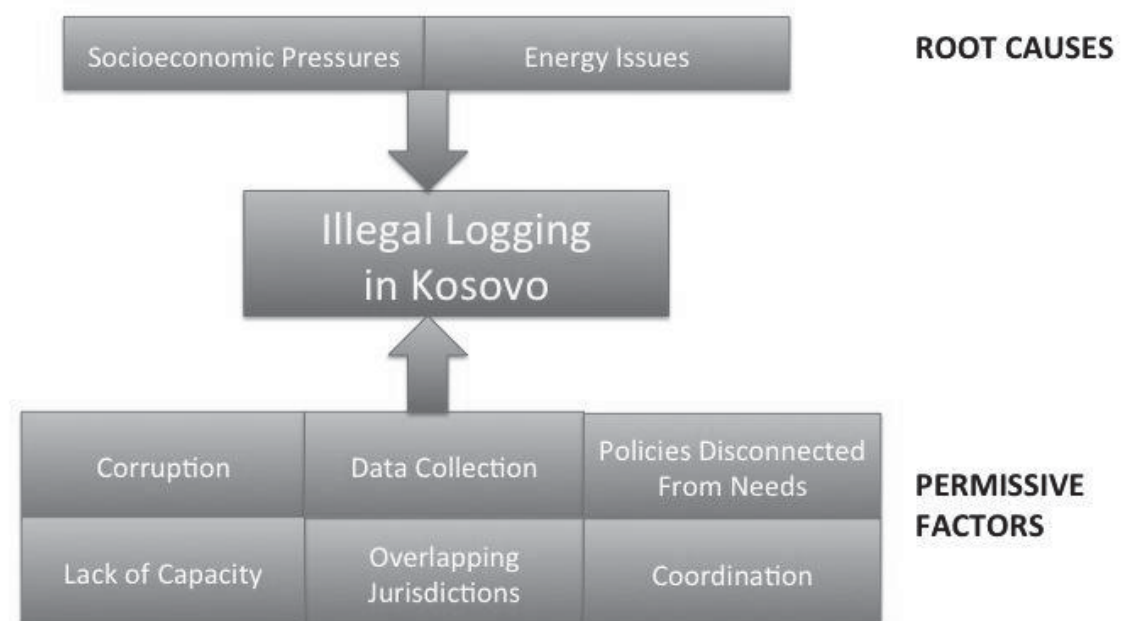 Socioeconomic Pressures
Energy Issues
ROOT CAUSES
Illegal Logging
in Kosovo
Corruption
Data Collection
Policies Disconnected
From Needs
PERMISSIVE
FACTORS
Lack of Capacity
Overlapping
Jurisdictions
Coordination